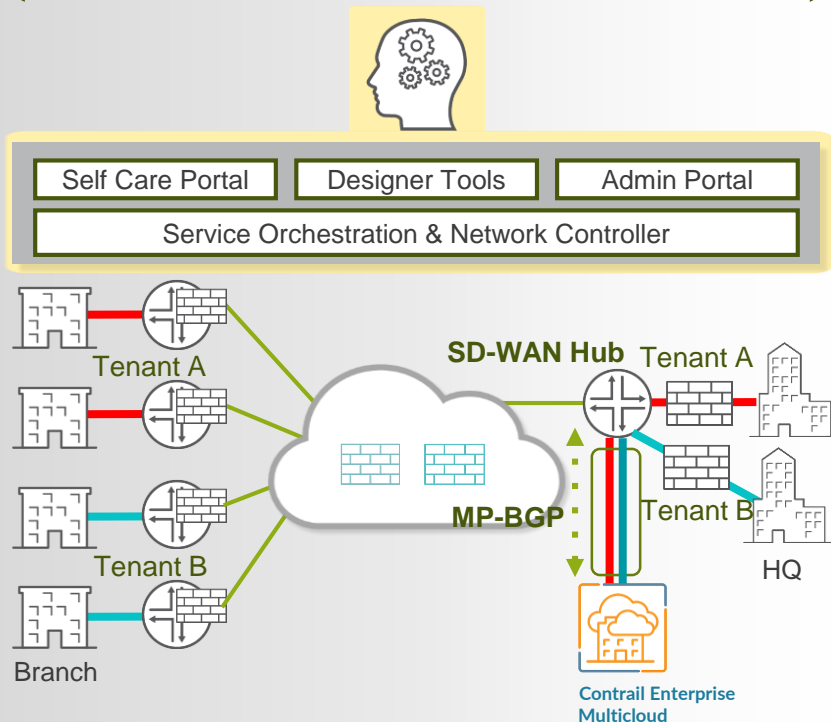 Self Care Portal
Designer Tools
Admin Portal
Service Orchestration & Network Controller
Tenant A
SD-WAN Hub
Tenant A
MP-BGP
Tenant B
Tenant B
HQ
Branch
Contrail Enterprise
Multicloud